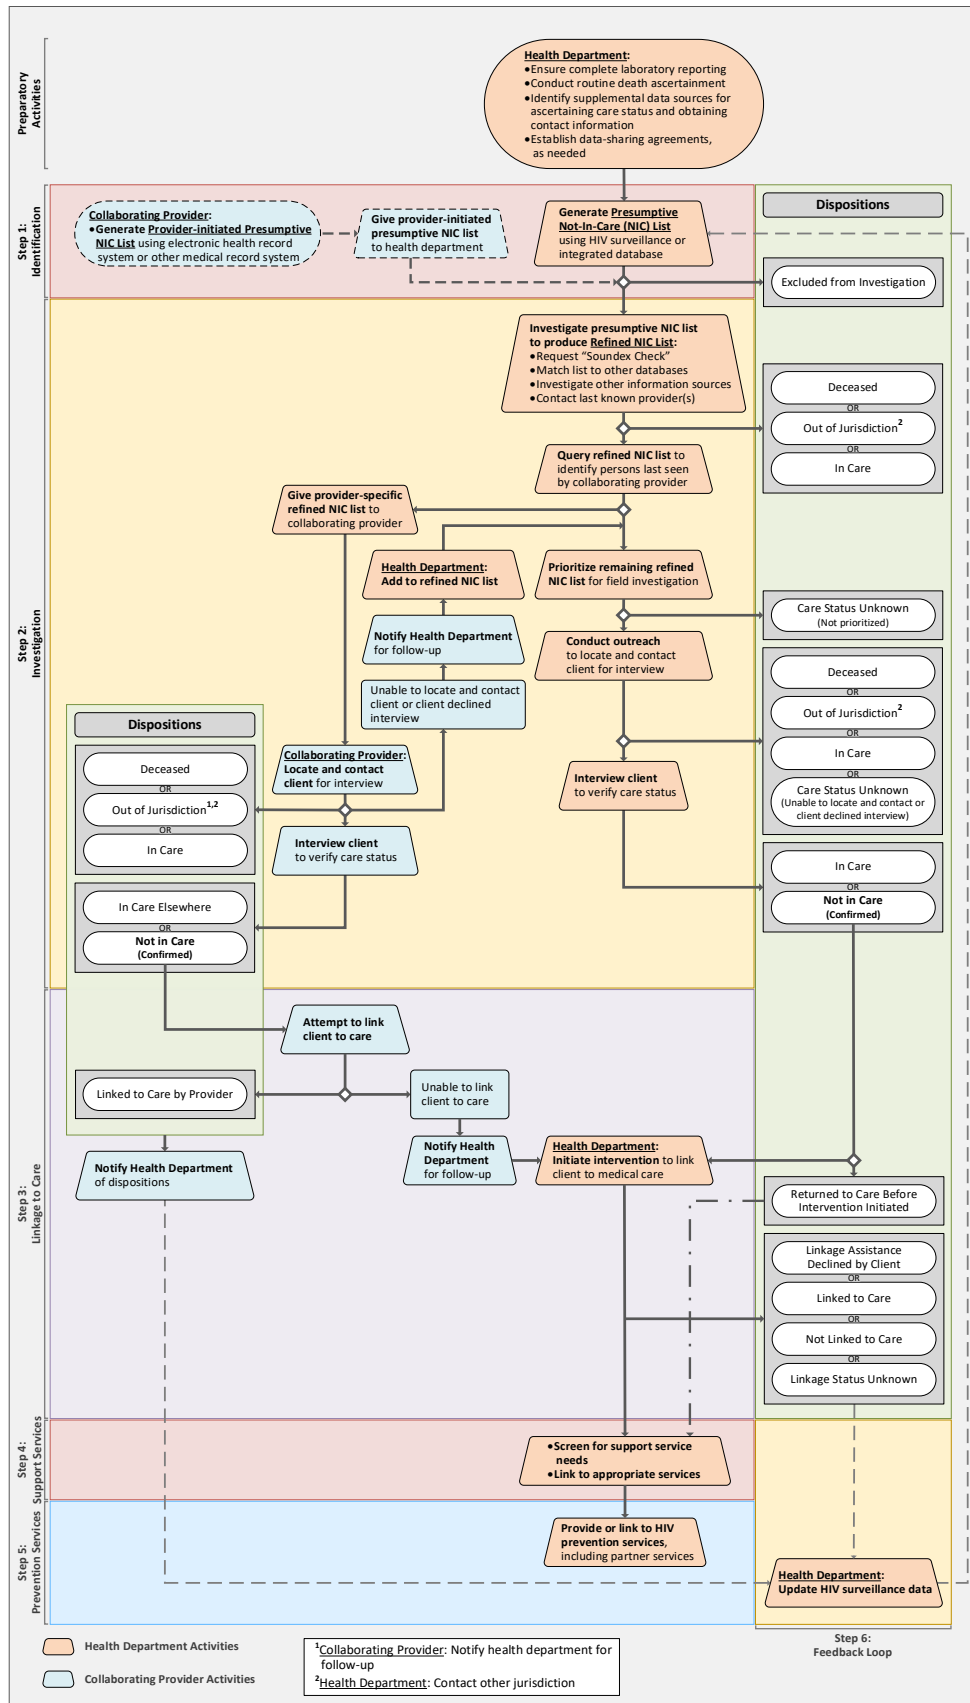 Preparatory
Activities
Health Department:
•Ensure complete laboratory reporting
•Conduct routine death ascertainment
•Identify supplemental data sources for
ascertaining care status and obtaining
contact information
•Establish data-sharing agreements,
as needed
Step 1:
Identification
Collaborating Provider:
•Generate Provider-initiated Presumptive
NIC List using electronic health record
system or other medical record system
Give provider-initiated
presumptive NIC list
to health department
Generate Presumptive
Not-In-Care (NIC) List
using HIV surveillance or
integrated database
Dispositions
Excluded from Investigation
Step 2:
Investigation
Investigate presumptive NIC list
to produce Refined NIC List:
•Request “Soundex Check”
•Match list to other databases
•Investigate other information sources
•Contact last known provider(s)
Deceased
OR
Out of Jurisdiction²
OR
In Care
Query refined NIC list to
identify persons last seen
by collaborating provider
Give provider-specific
refined NIC list to
collaborating provider
Health Department:
Add to refined NIC list
Prioritize remaining refined
NIC list for field investigation
Care Status Unknown
(Not prioritized)
Notify Health Department
for follow-up
Conduct outreach
to locate and contact
client for interview
Unable to locate and contact
client or client declined
interview
Deceased
OR
Out of Jurisdiction²
OR
In Care
OR
Care Status Unknown
(Unable to locate and contact or
client declined interview)
Dispositions
Deceased
OR
Out of Jurisdiction¹,²
OR
In Care
Collaborating Provider:
Locate and contact
client for interview
Interview client
to verify care status
Interview client
to verify care status
In Care
OR
Not in Care
(Confirmed)
In Care Elsewhere
OR
Not in Care
(Confirmed)
Step 3:
Linkage to Care
Attempt to link
client to care
Linked to Care by Provider
Unable to link
client to care
Notify Health Department
of dispositions
Notify Health
Department
for follow-up
Health Department:
Initiate intervention to link
client to medical care
Returned to Care Before
Intervention Initiated
Linkage Assistance
Declined by Client
OR
Linked to Care
OR
Not Linked to Care
OR
Linkage Status Unknown
Step 4:
Support Services
•Screen for support service
needs
•Link to appropriate services
Step 5:
Prevention Services
Provide or link to HIV
prevention services,
including partner services
Health Department:
Update HIV surveillance data
Step 6:
Feedback Loop
Health Department Activities
Collaborating Provider Activities
¹Collaborating Provider: Notify health department for
follow-up
²Health Department: Contact other jurisdiction